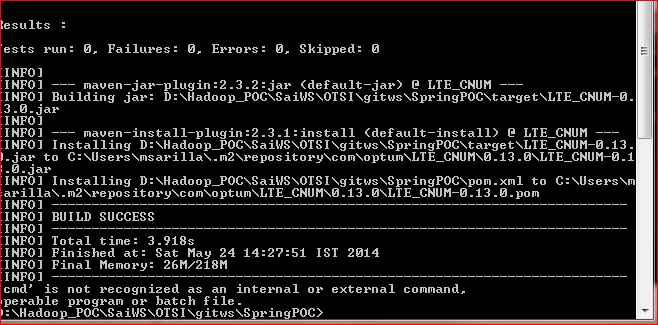 Results :
Tests run: 0, Failures: 0, Errors: 0, Skipped: 0
[INFO]
[INFO] --- maven-jar-plugin:2.3.2:jar (default-jar) @ LTE_CNUM ---
[INFO] Building jar: D:\Hadoop_POC\SaiWS\OTSI\gitws\SpringPOC\target\LTE_CNUM-0.
13.0.jar
[INFO]
[INFO] --- maven-install-plugin:2.3.1:install (default-install) @ LTE_CNUM ---
[INFO] Installing D:\Hadoop_POC\SaiWS\OTSI\gitws\SpringPOC\target\LTE_CNUM-0.13.
0.jar to C:\Users\msarilla\.m2\repository\com\optum\LTE_CNUM\0.13.0\LTE_CNUM-0.1
3.0.jar
[INFO] Installing D:\Hadoop_POC\SaiWS\OTSI\gitws\SpringPOC\pom.xml to C:\Users\m
sarilla\.m2\repository\com\optum\LTE_CNUM\0.13.0\LTE_CNUM-0.13.0.pom
[INFO] ------------------------------------------------------------------------
[INFO] BUILD SUCCESS
[INFO] ------------------------------------------------------------------------
[INFO] Total time: 3.918s
[INFO] Finished at: Sat May 24 14:27:51 IST 2014
[INFO] Final Memory: 26M/218M
[INFO] ------------------------------------------------------------------------
'cmd' is not recognized as an internal or external command,
operable program or batch file.
D:\Hadoop_POC\SaiWS\OTSI\gitws\SpringPOC>